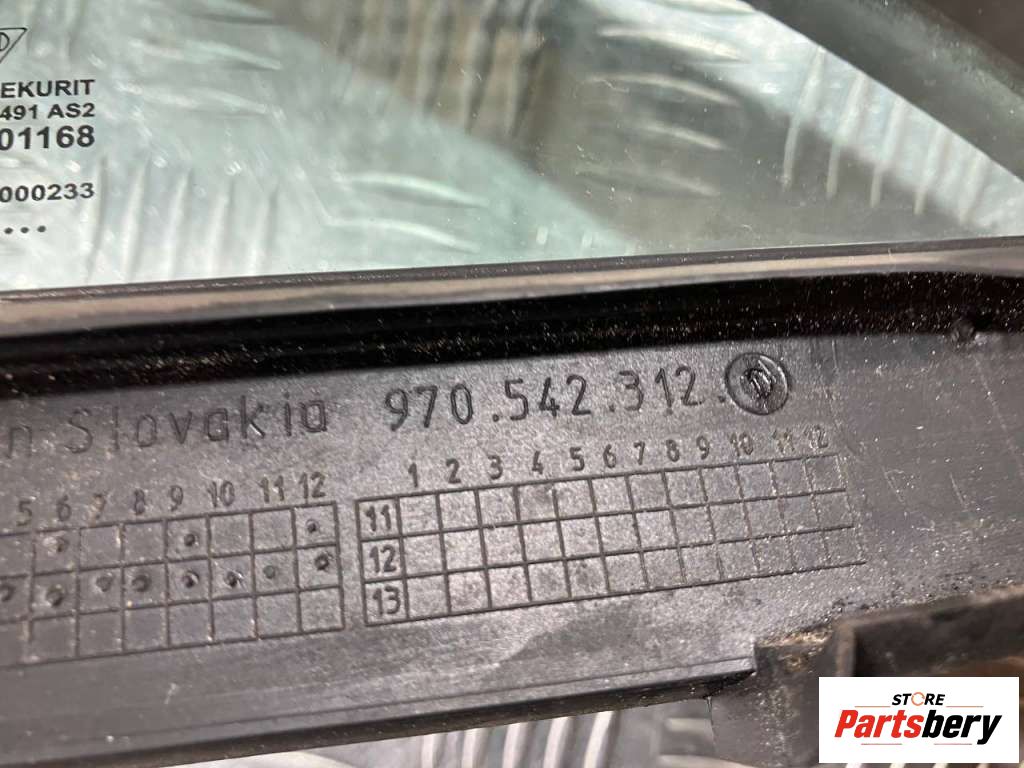 EKURIT
491 AS2
01168
000233
...
n Slovakia 970.542.312.
5 6 7 8 9 10 11 12
1 2 3 4 5 6 7 8 9 10 11 12
11
12
13
STORE
Partsbery